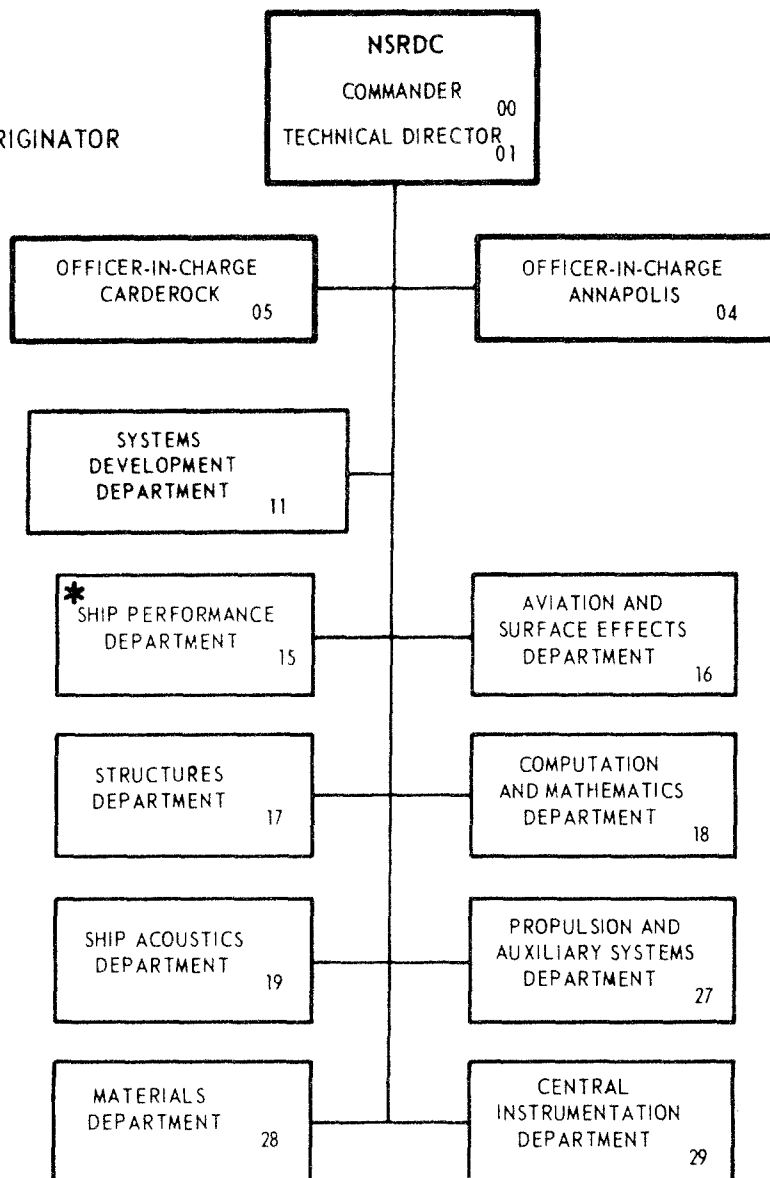 NSRDC
COMMANDER
00
TECHNICAL DIRECTOR
01
RIGINATOR
OFFICER-IN-CHARGE
CARDEROCK
05
OFFICER-IN-CHARGE
ANNAPOLIS
04
SYSTEMS
DEVELOPMENT
DEPARTMENT
11
*
SHIP PERFORMANCE
DEPARTMENT
15
AVIATION AND
SURFACE EFFECTS
DEPARTMENT
16
STRUCTURES
DEPARTMENT
17
COMPUTATION
AND MATHEMATICS
DEPARTMENT
18
SHIP ACOUSTICS
DEPARTMENT
19
PROPULSION AND
AUXILIARY SYSTEMS
DEPARTMENT
27
MATERIALS
DEPARTMENT
28
CENTRAL
INSTRUMENTATION
DEPARTMENT
29